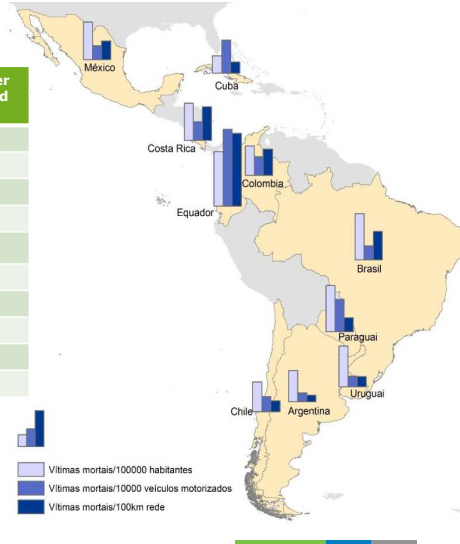 er
d
México
Cuba
Costa Rica
Colombia
Equador
Brasil
Paraguai
Uruguai
Chile
Argentina
Vítimas mortais/100000 habitantes
Vítimas mortais/10000 veículos motorizados
Vítimas mortais/100km rede